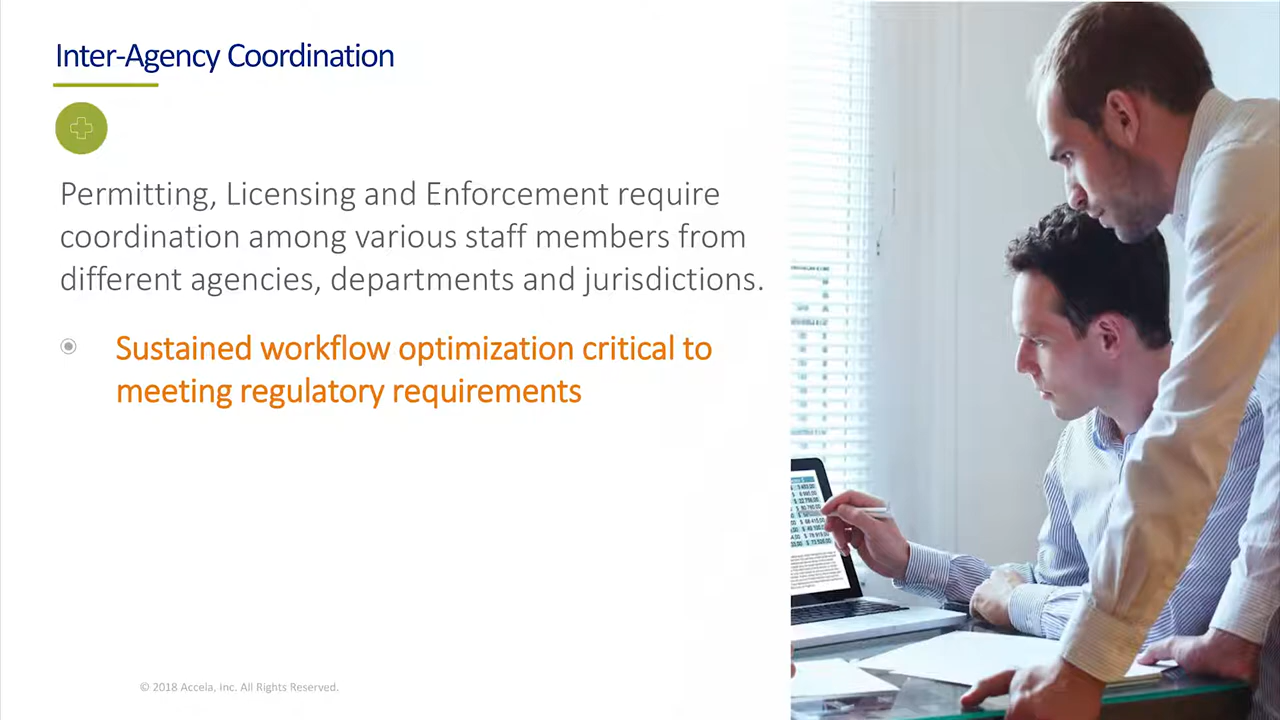 Inter-Agency Coordination
Permitting, Licensing and Enforcement require
coordination among various staff members from
different agencies, departments and jurisdictions.
Sustained workflow optimization critical to
meeting regulatory requirements
© 2018 Accela, Inc. All Rights Reserved.